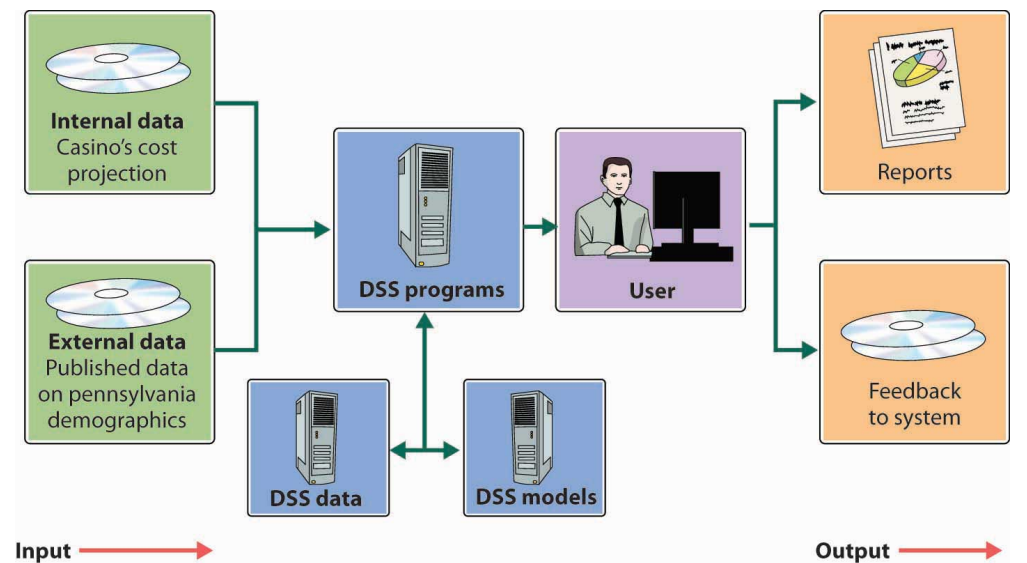 Internal data
Casino's cost
projection
External data
Published data
on pennsylvania
demographics
DSS programs
DSS data
DSS models
User
Reports
Feedback
to system
Input
Output